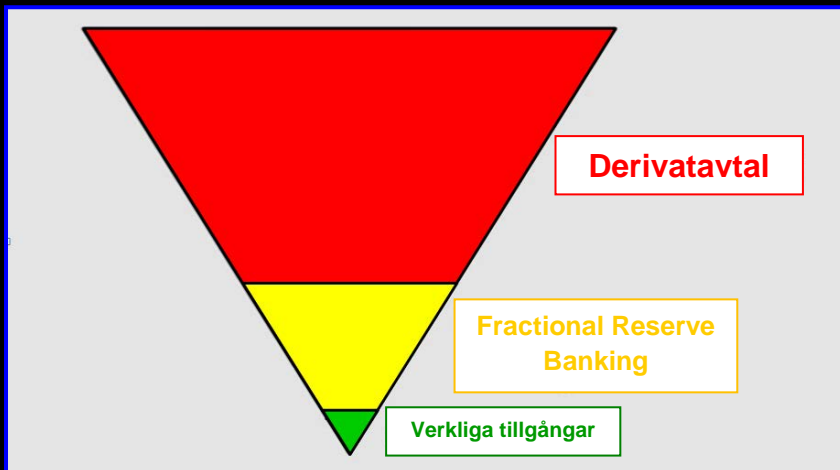 Derivatavtal
Fractional Reserve
Banking
Verkliga tillgångar